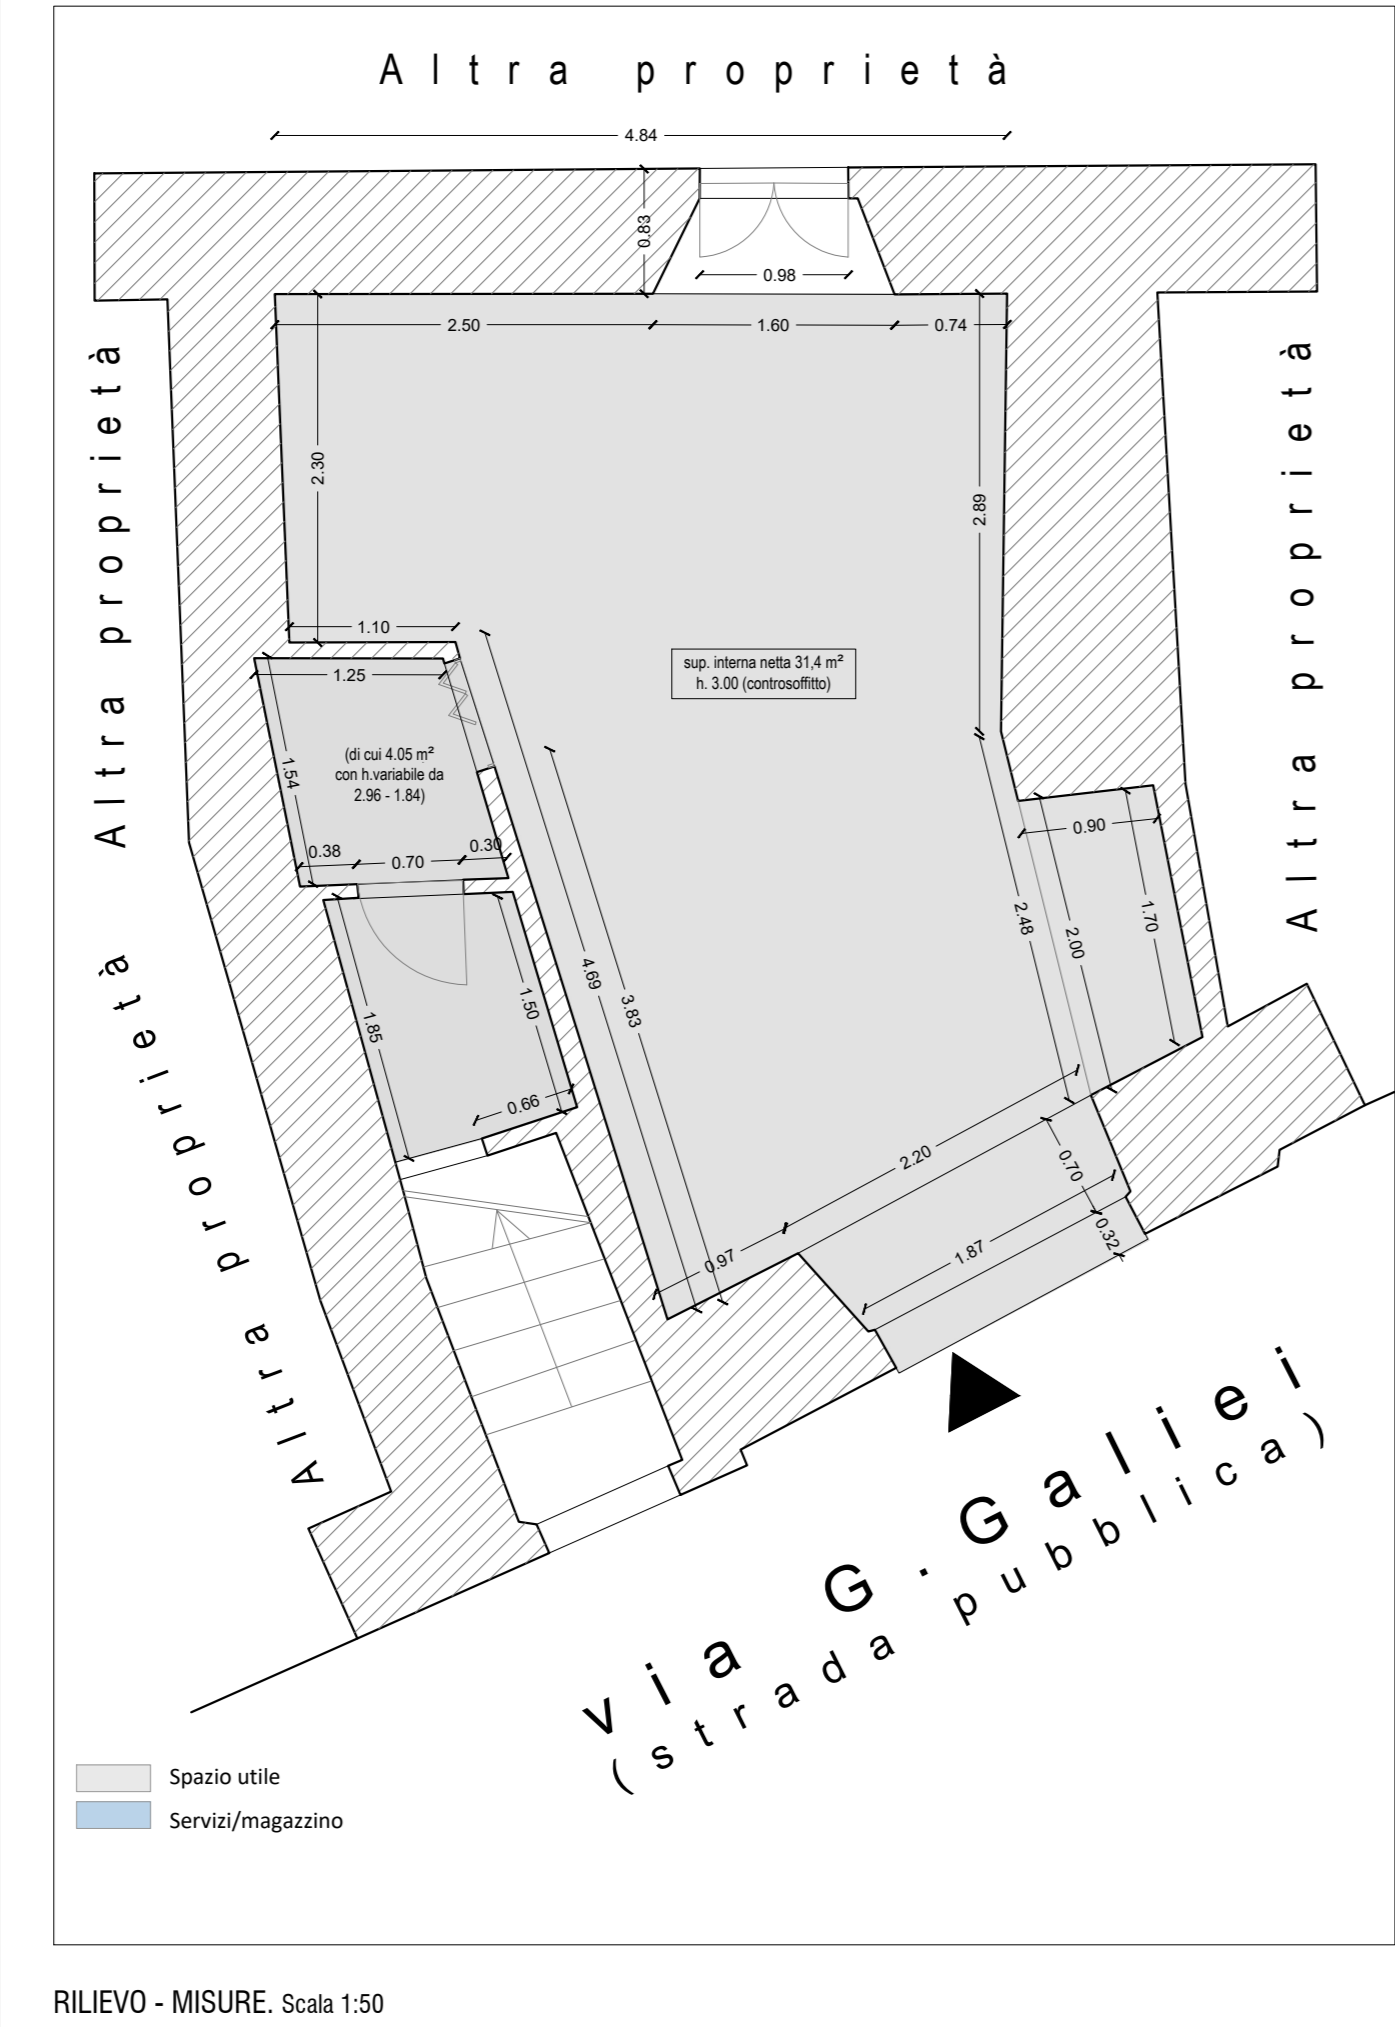 Altra proprietà
4.84
0.83
0.98
2.50
1.60
0.74
Altra proprietà
Altra proprietà
2.30
2.89
1.10
sup. interna netta 31,4 m²
h. 3.00 (controsoffitto)
1.25
(di cui 4.05 m²
con h.variabile da
2.96 - 1.84)
1.54
0.38
0.70
0.30
0.90
1.70
2.48
2.00
4.69
3.83
1.85
1.50
0.66
Altra proprietà
2.20
0.70
0.97
1.87
0.32
via G. Galiei
(strada pubblica)
Spazio utile
Servizi/magazzino
RILIEVO - MISURE. Scala 1:50